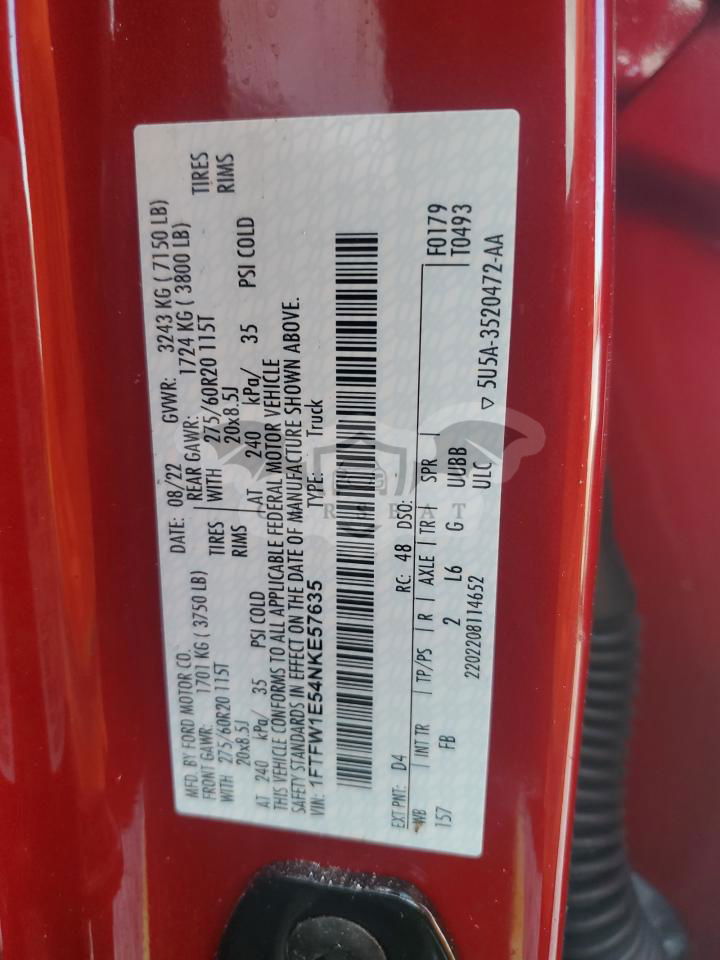 MFD. BY FORD MOTOR CO.
DATE: 08/22 GVWR: 3243 KG ( 7150 LB)
FRONT GAWR: 1701 KG ( 3750 LB) REAR GAWR: 1724 KG ( 3800 LB)
WITH 275/60R20 115T TIRES WITH 275/60R20 115T TIRES
20x8.5J RIMS 20x8.5J RIMS
AT 240 kPa/ 35 PSI COLD AT 240 kPa/ 35 PSI COLD
THIS VEHICLE CONFORMS TO ALL APPLICABLE FEDERAL MOTOR VEHICLE
SAFETY STANDARDS IN EFFECT ON THE DATE OF MANUFACTURE SHOWN ABOVE.
VIN: 1FTFW1E54NKE57635 TYPE: Truck
EXT PNT: D4 RC: 48 DSO: F0179
WB INT TR TP/PS R AXLE TR SPR T0493
157 FB 2 L6 G UUBB
2202208114652 ULC
▽ 5U5A-3520472-AA